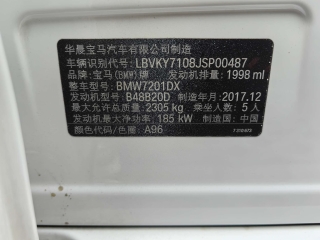 华晨宝马汽车有限公司制造
车辆识别代号: LBVKY7108JSP00487
品牌: 宝马(BMW)牌 发动机排量: 1998 ml
整车型号: BMW7201DX
发动机型号: B48B20D 制造年月: 2017.12
最大允许总质量: 2305 kg 乘坐人数: 5 人
发动机最大净功率: 185 kW 制造国: 中国
颜色代码/色调: A96